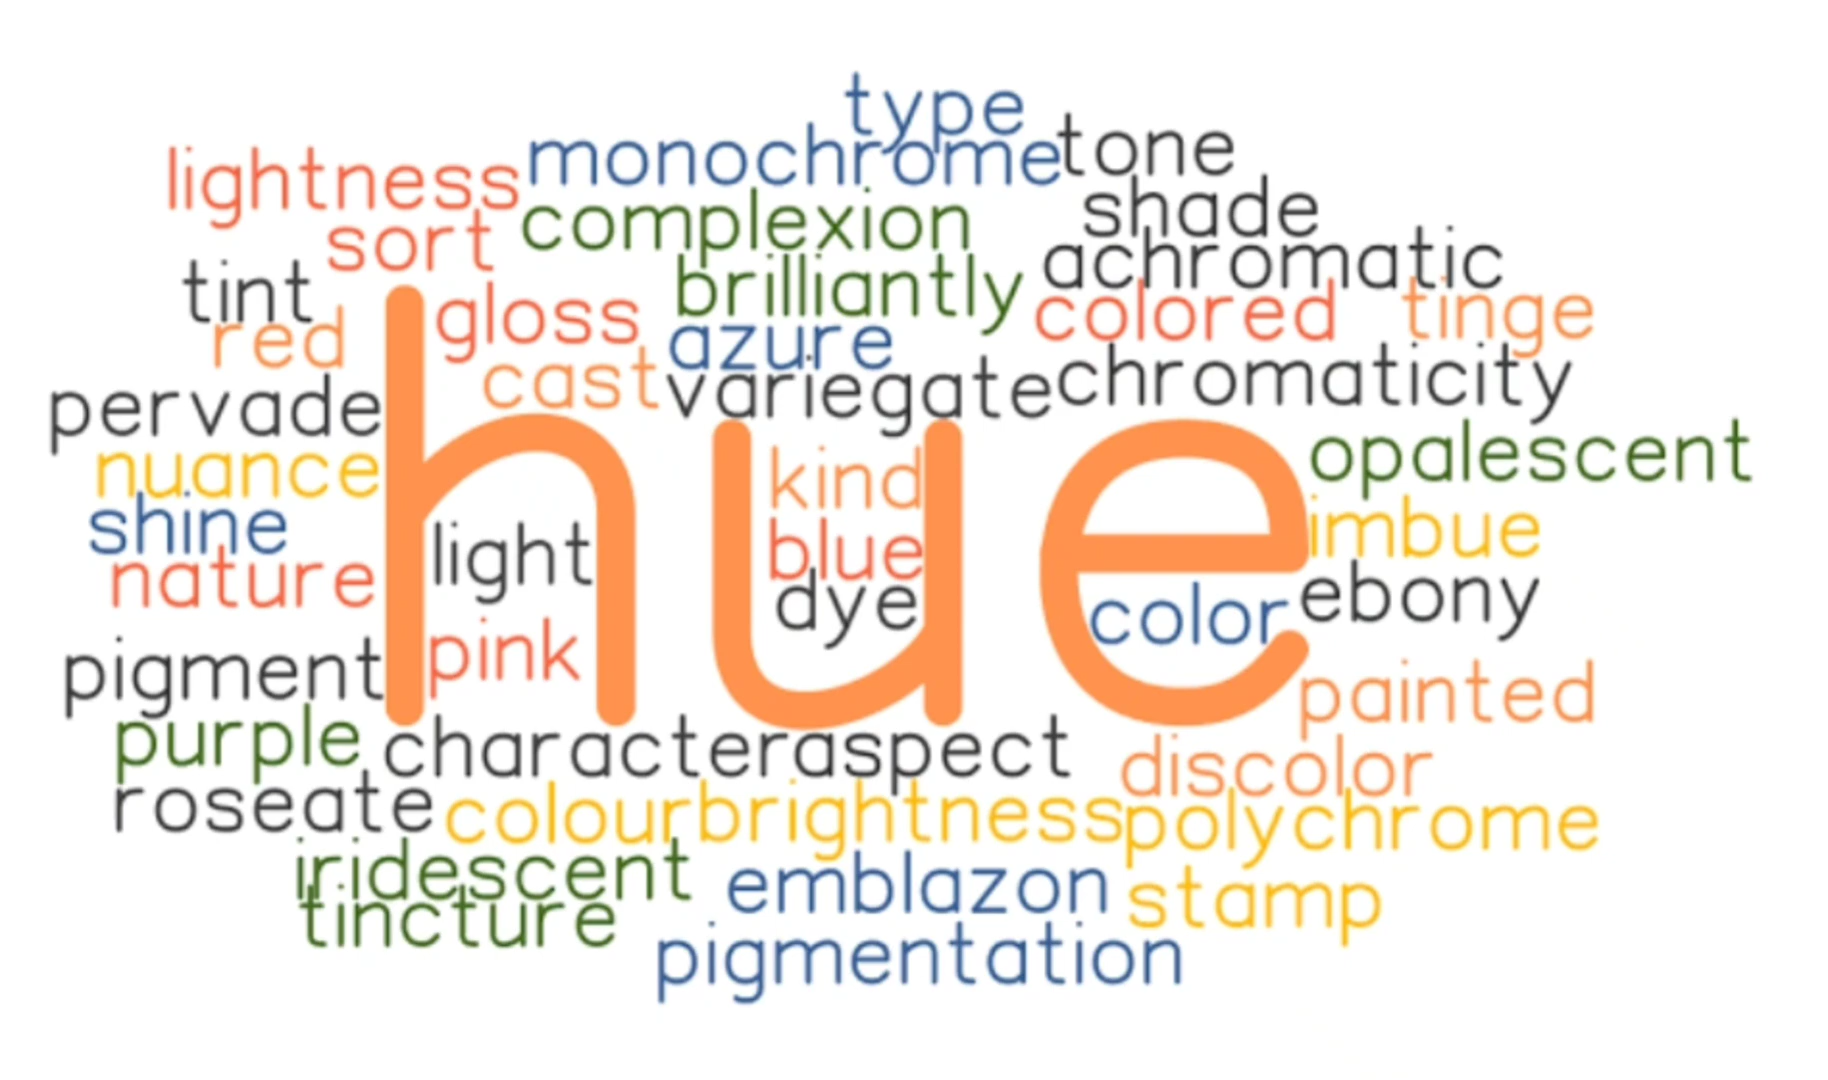 type
monochrome tone
lightness
shade
complexion
sort
achromatic
tint
brilliantly
gloss colored tinge
red azure
cast variegate chromaticity
pervade
hue
nuance kind opalescent
shine light blue imbue
nature dye color ebony
pigment pink painted
purple character aspect discolor
roseate colour brightness polychrome
iridescent emblazon stamp
tincture
pigmentation